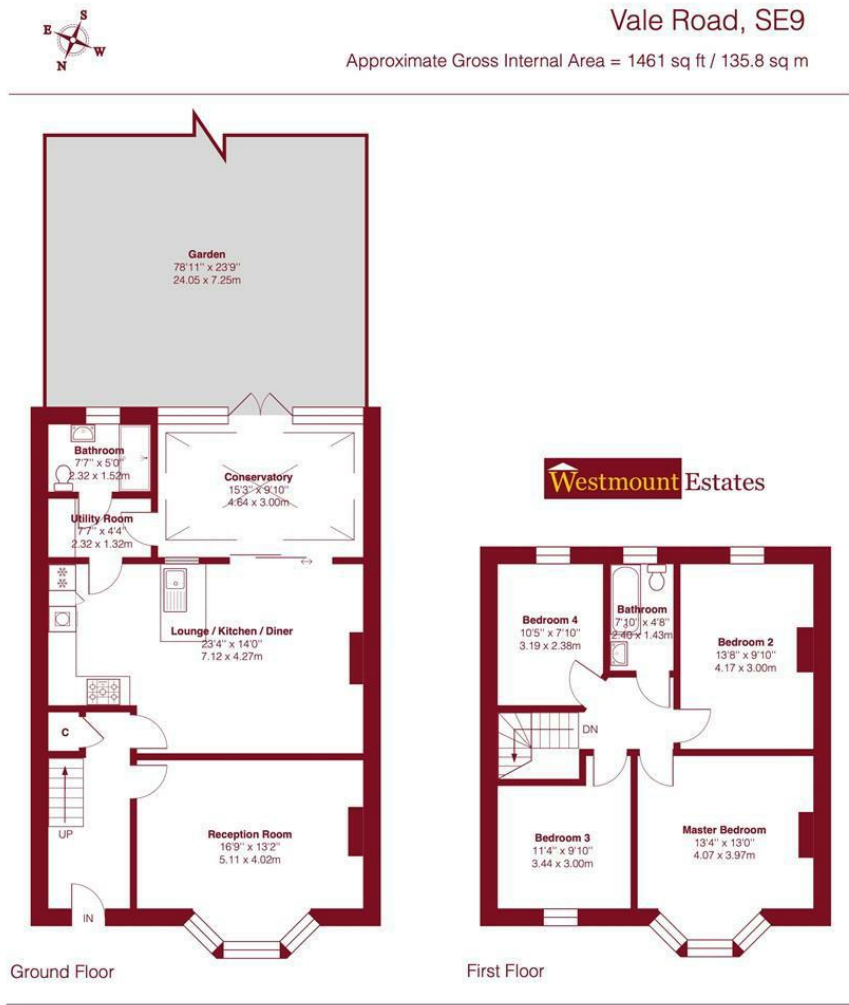 S
E
W
N
Vale Road, SE9
Approximate Gross Internal Area = 1461 sq ft / 135.8 sq m
Garden
78'11" x 23'9"
24.05 x 7.25m
Bathroom
7'7" x 5'0"
2.32 x 1.52m
Conservatory
15'3" x 9'10"
4.64 x 3.00m
Utility Room
7'7" x 4'4"
2.32 x 1.32m
Lounge / Kitchen / Diner
23'4" x 14'0"
7.12 x 4.27m
C
UP
Reception Room
16'9" x 13'2"
5.11 x 4.02m
IN
Ground Floor
Westmount Estates
Bedroom 4
10'5" x 7'10"
3.19 x 2.38m
Bathroom
7'10" x 4'8"
2.40 x 1.43m
Bedroom 2
13'8" x 9'10"
4.17 x 3.00m
DN
Bedroom 3
11'4" x 9'10"
3.44 x 3.00m
Master Bedroom
13'4" x 13'0"
4.07 x 3.97m
First Floor